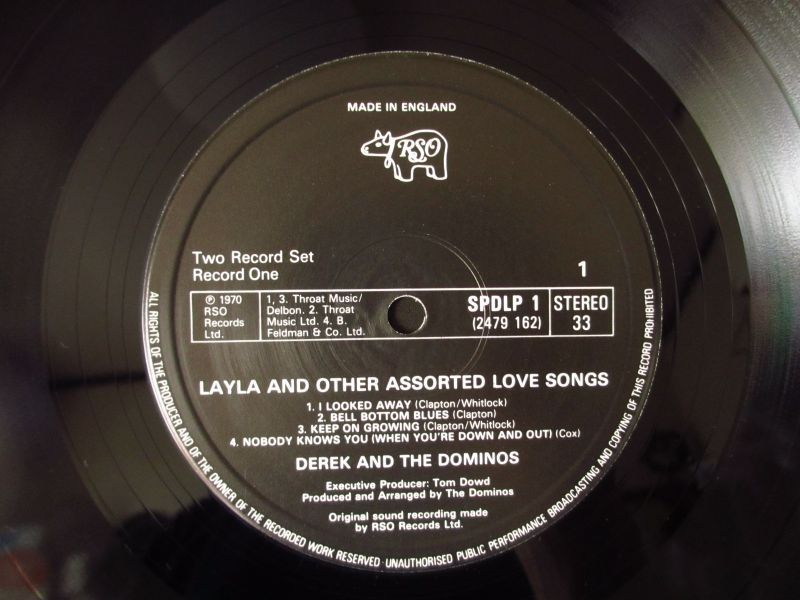 MADE IN ENGLAND
RSO
Two Record Set
Record One
1
℗ 1970
RSO
Records
Ltd.
1, 3. Throat Music/
Delbon. 2. Throat
Music Ltd. 4. B.
Feldman & Co. Ltd.
SPDLP 1
(2479 162)
STEREO
33
LAYLA AND OTHER ASSORTED LOVE SONGS
1. I LOOKED AWAY (Clapton/Whitlock)
2. BELL BOTTOM BLUES (Clapton)
3. KEEP ON GROWING (Clapton/Whitlock)
4. NOBODY KNOWS YOU (WHEN YOU'RE DOWN AND OUT) (Cox)
DEREK AND THE DOMINOS
Executive Producer: Tom Dowd
Produced and Arranged by The Dominos
Original sound recording made
by RSO Records Ltd.
ALL RIGHTS OF THE PRODUCER AND OF THE OWNER OF THE RECORDED WORK RESERVED · UNAUTHORISED PUBLIC PERFORMANCE BROADCASTING AND COPYING OF THIS RECORD PROHIBITED